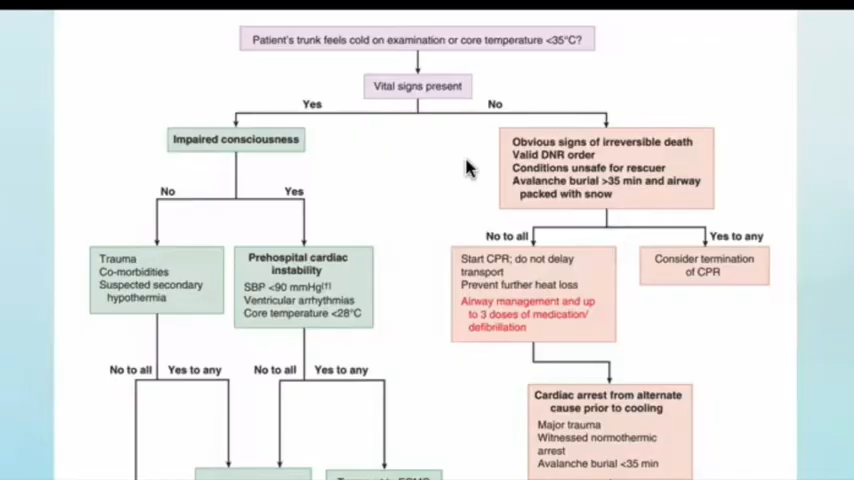 Patient's trunk feels cold on examination or core temperature <35°C?
Vital signs present
Yes
No
Impaired consciousness
Obvious signs of irreversible death
Valid DNR order
Conditions unsafe for rescuer
Avalanche burial >35 min and airway
packed with snow
No
Yes
No to all
Yes to any
Trauma
Co-morbidities
Suspected secondary
hypothermia
Prehospital cardiac
instability
SBP <90 mmHg(†)
Ventricular arrhythmias
Core temperature <28°C
Start CPR; do not delay
transport
Prevent further heat loss
Airway management and up
to 3 doses of medication/
defibrillation
Consider termination
of CPR
No to all
Yes to any
No to all
Yes to any
Cardiac arrest from alternate
cause prior to cooling
Major trauma
Witnessed normothermic
arrest
Avalanche burial <35 min